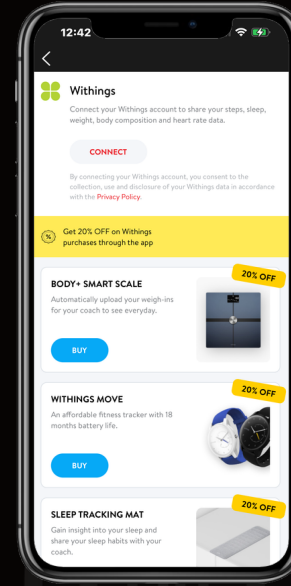 12:42
Withings
Connect your Withings account to share your steps, sleep,
weight, body composition and heart rate data.
CONNECT
By connecting your Withings account, you consent to the
collection, use and disclosure of your Withings data in accordance
with the Privacy Policy.
%
Get 20% OFF on Withings
purchases through the app
20% OFF
BODY+ SMART SCALE
Automatically upload your weigh-ins
for your coach to see everyday.
BUY
20% OFF
WITHINGS MOVE
An affordable fitness tracker with 18
months battery life.
BUY
20% OFF
SLEEP TRACKING MAT
Gain insight into your sleep and
share your sleep habits with your
coach.